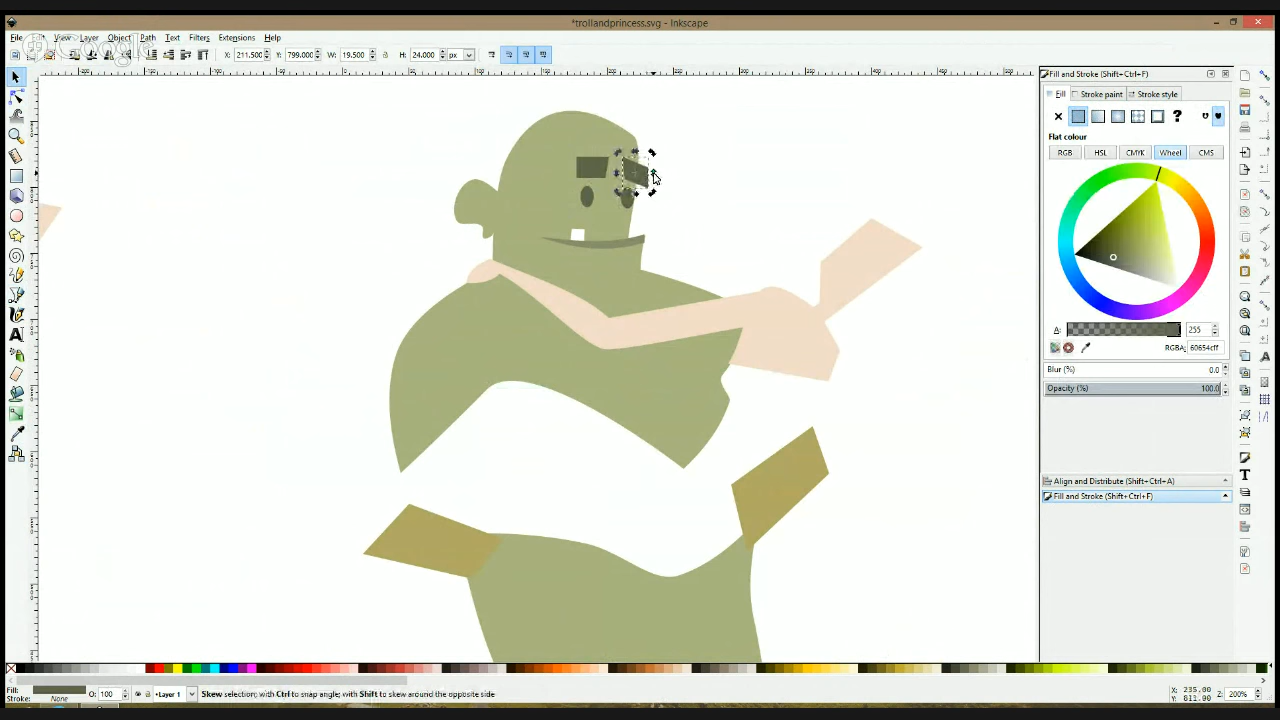 *trollandprincess.svg - Inkscape
File Edit View Layer Object Path Text Filters Extensions Help
Google
X: 211.500 Y: 799.000 W: 19.500 H: 24.000 px
Fill and Stroke (Shift+Ctrl+F)
Fill Stroke paint Stroke style
?
Flat colour
RGB HSL CMYK Wheel CMS
A: 255
RGBA: 60654cff
Blur (%) 0.0
Opacity (%) 100.0
Align and Distribute (Shift+Ctrl+A)
Fill and Stroke (Shift+Ctrl+F)
Fill:
Stroke: None
O: 100
Layer 1
Skew selection; with Ctrl to snap angle; with Shift to skew around the opposite side
X: 235.00
Y: 811.00
Z: 200%